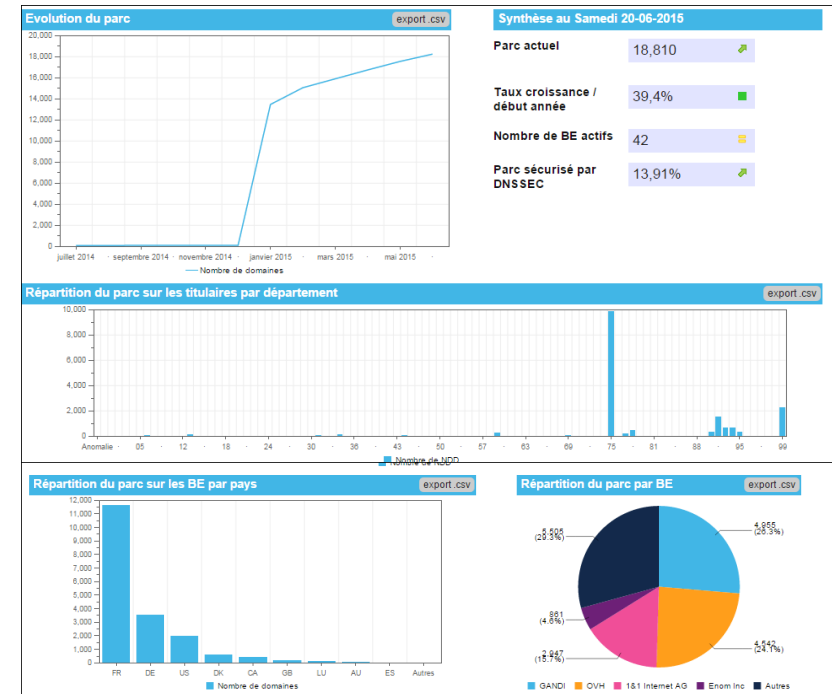 Evolution du parc
export .csv
20,000
18,000
16,000
14,000
12,000
10,000
8,000
6,000
4,000
2,000
0
juillet 2014 · septembre 2014 · novembre 2014 · janvier 2015 · mars 2015 · mai 2015 ·
Nombre de domaines
Synthèse au Samedi 20-06-2015
Parc actuel 18,810
Taux croissance / début année 39,4%
Nombre de BE actifs 42
Parc sécurisé par DNSSEC 13,91%
Répartition du parc sur les titulaires par département
export .csv
10,000
8,000
6,000
4,000
2,000
0
Anomalie · 05 · 12 · 18 · 24 · 30 · 36 · 43 · 50 · 57 · 63 · 69 · 75 · 81 · 88 · 95 · 99
Nombre de NDD
Répartition du parc sur les BE par pays
export .csv
12,000
11,000
10,000
9,000
8,000
7,000
6,000
5,000
4,000
3,000
2,000
1,000
0
FR DE US DK CA GB LU AU ES Autres
Nombre de domaines
Répartition du parc par BE
export .csv
4,955
(26.3%)
4,542
(24.1%)
2,947
(15.7%)
861
(4.6%)
5,505
(29.3%)
GANDI OVH 1&1 Internet AG Enom Inc Autres